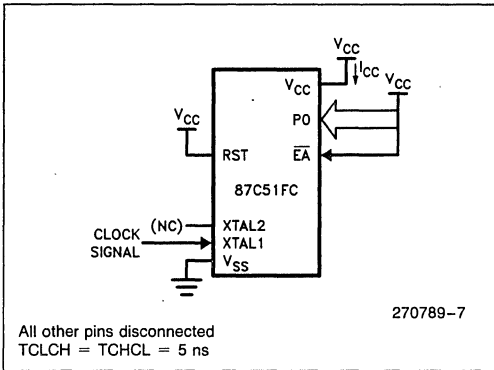 VCC
VCC
ICC
VCC
VCC
P0
RST
EA
87C51FC
(NC)
XTAL2
CLOCK SIGNAL
XTAL1
VSS
270789-7
All other pins disconnected
TCLCH = TCHCL = 5 ns